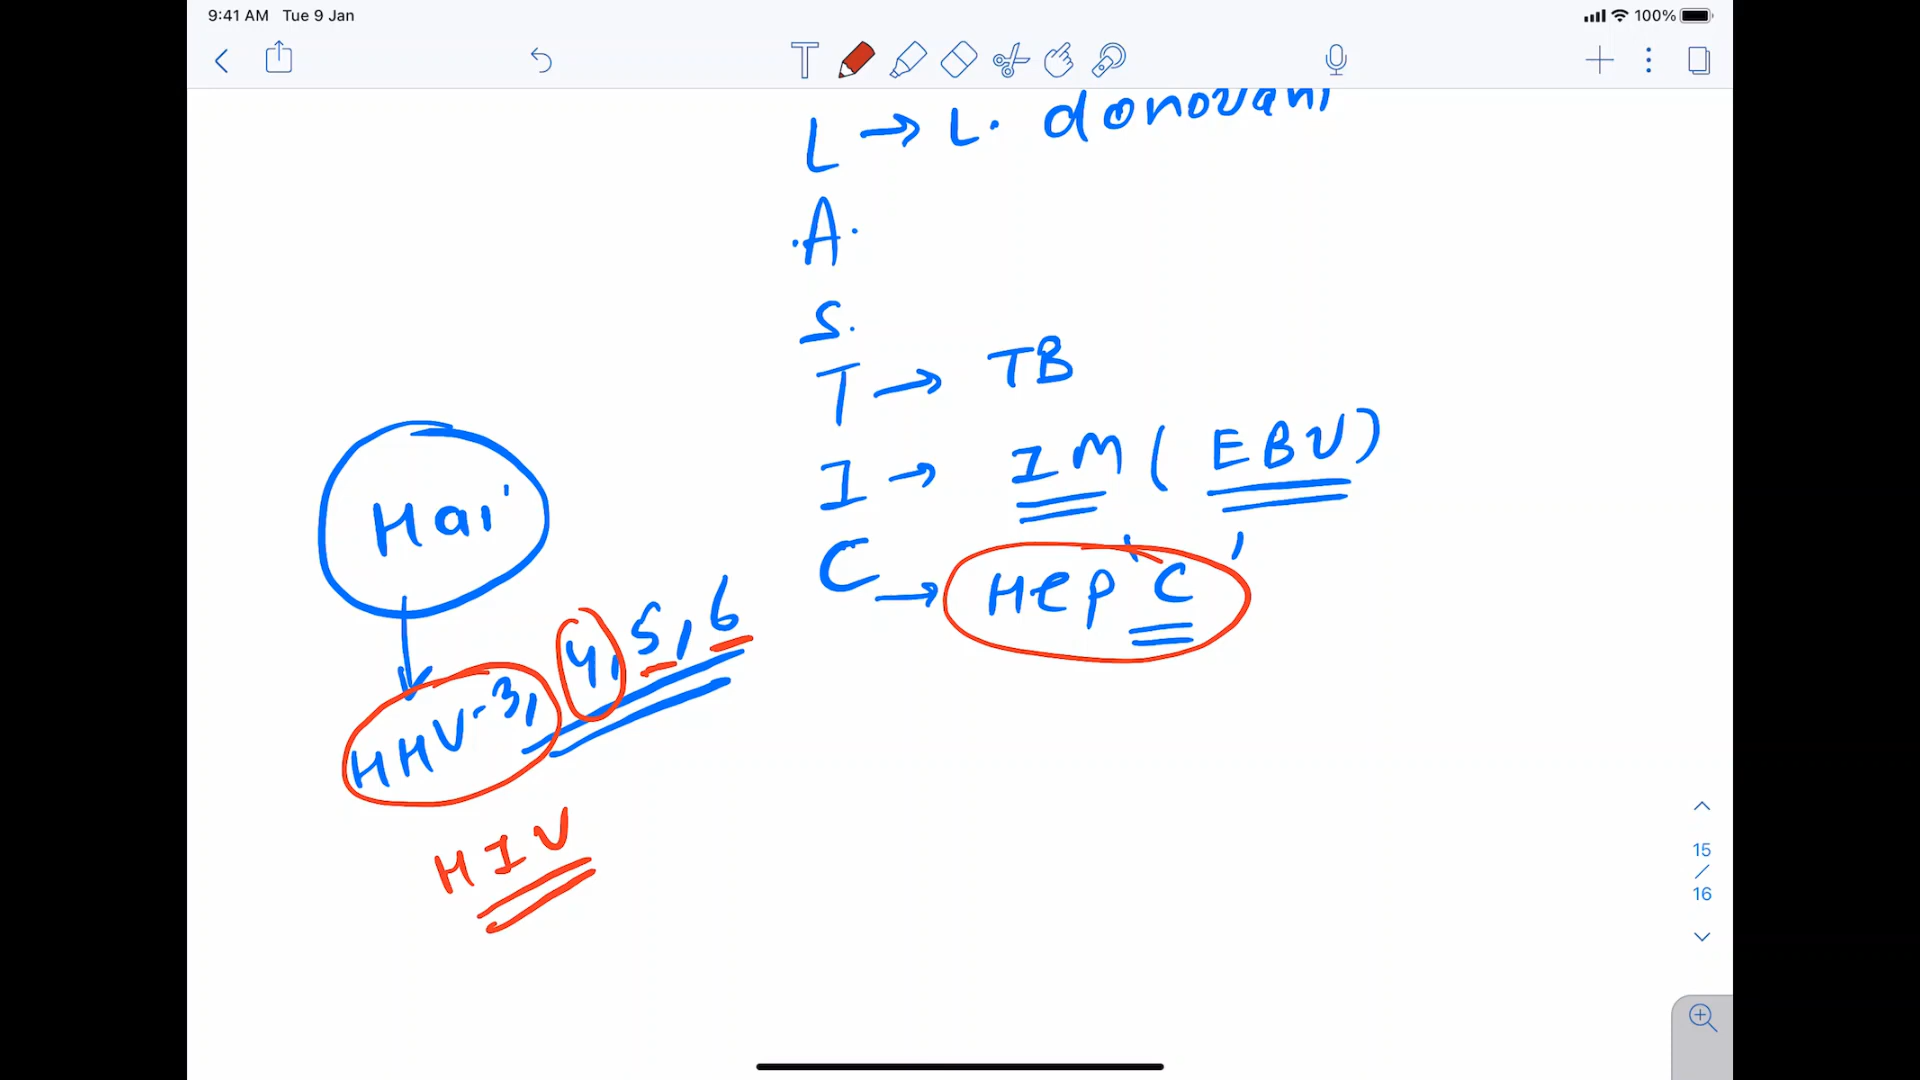 9:41 AM Tue 9 Jan
100%
T
L → L. donovani
.A.
S.
T → TB
I → IM (EBV)
C → Hep 'C'
Hai
HHV-3, 4, 5, 6
HIV
15
/
16